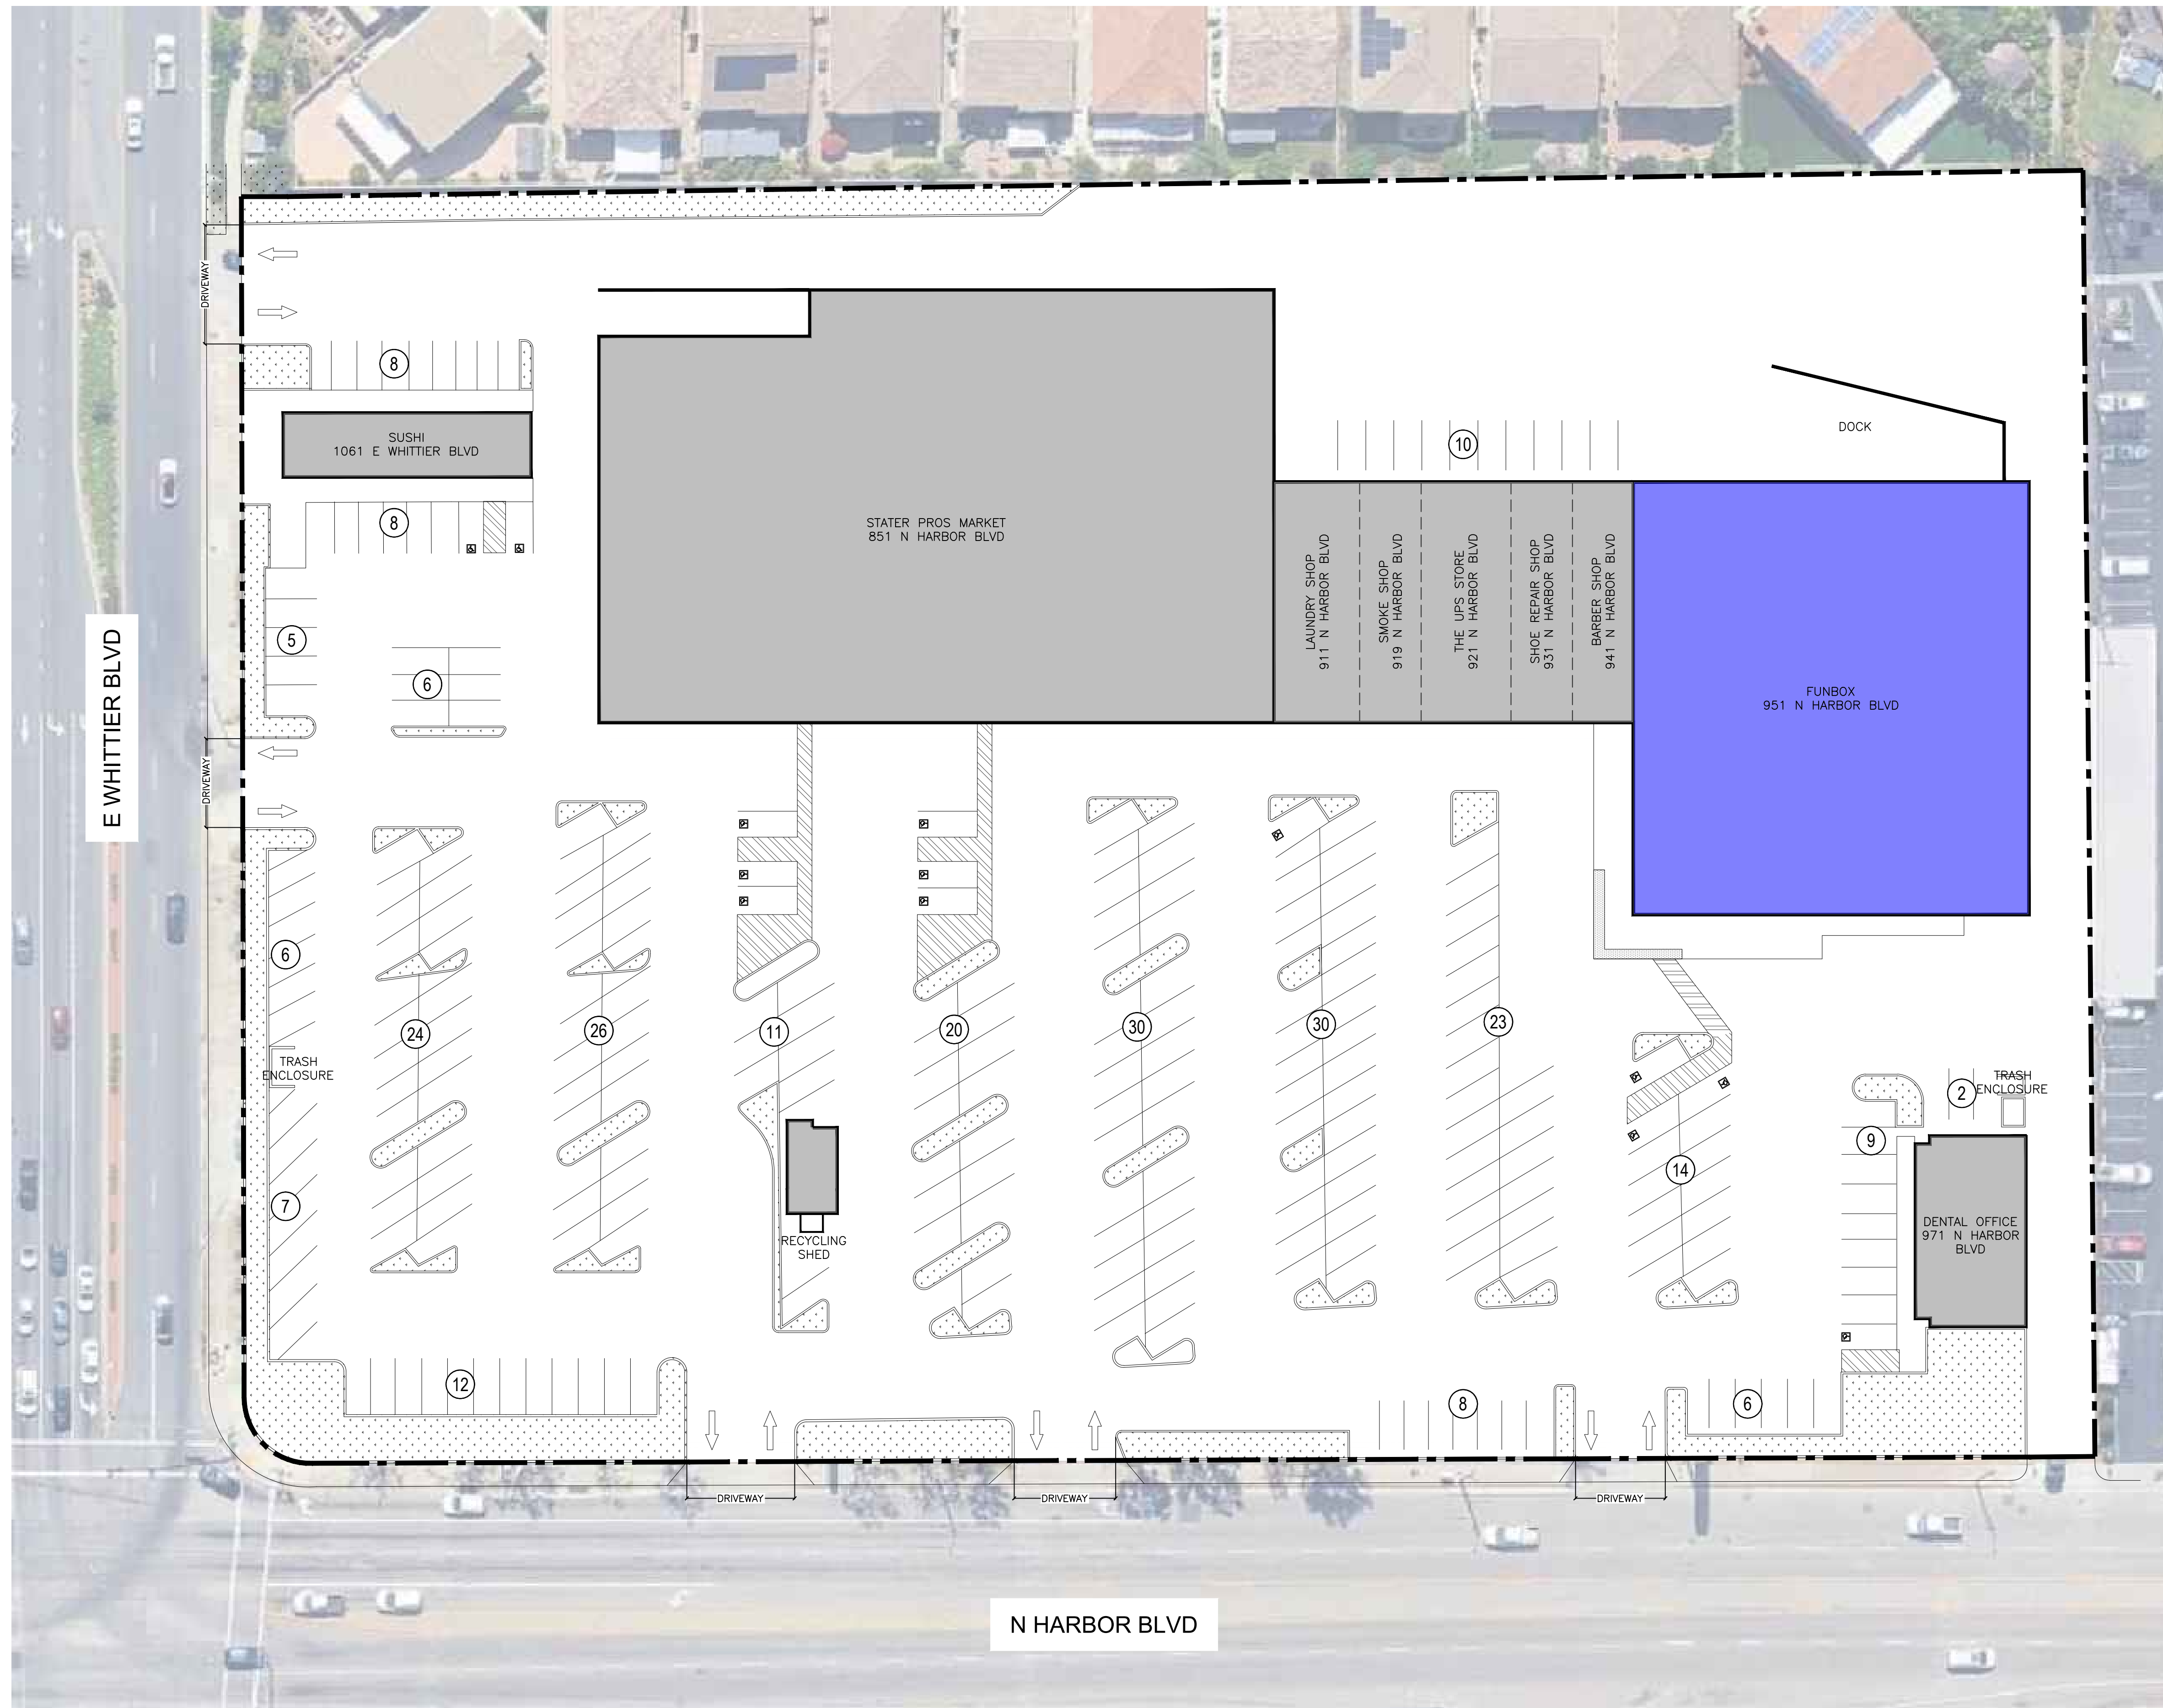 DRIVEWAY
8
SUSHI
1061 E WHITTIER BLVD
8
5
6
E WHITTIER BLVD
DRIVEWAY
STATER PROS MARKET
851 N HARBOR BLVD
10
DOCK
LAUNDRY SHOP
911 N HARBOR BLVD
SMOKE SHOP
919 N HARBOR BLVD
THE UPS STORE
921 N HARBOR BLVD
SHOE REPAIR SHOP
931 N HARBOR BLVD
BARBER SHOP
941 N HARBOR BLVD
FUNBOX
951 N HARBOR BLVD
6
24
26
11
20
30
30
23
14
TRASH
ENCLOSURE
7
RECYCLING
SHED
2
TRASH
ENCLOSURE
9
DENTAL OFFICE
971 N HARBOR
BLVD
12
8
6
DRIVEWAY
DRIVEWAY
DRIVEWAY
N HARBOR BLVD